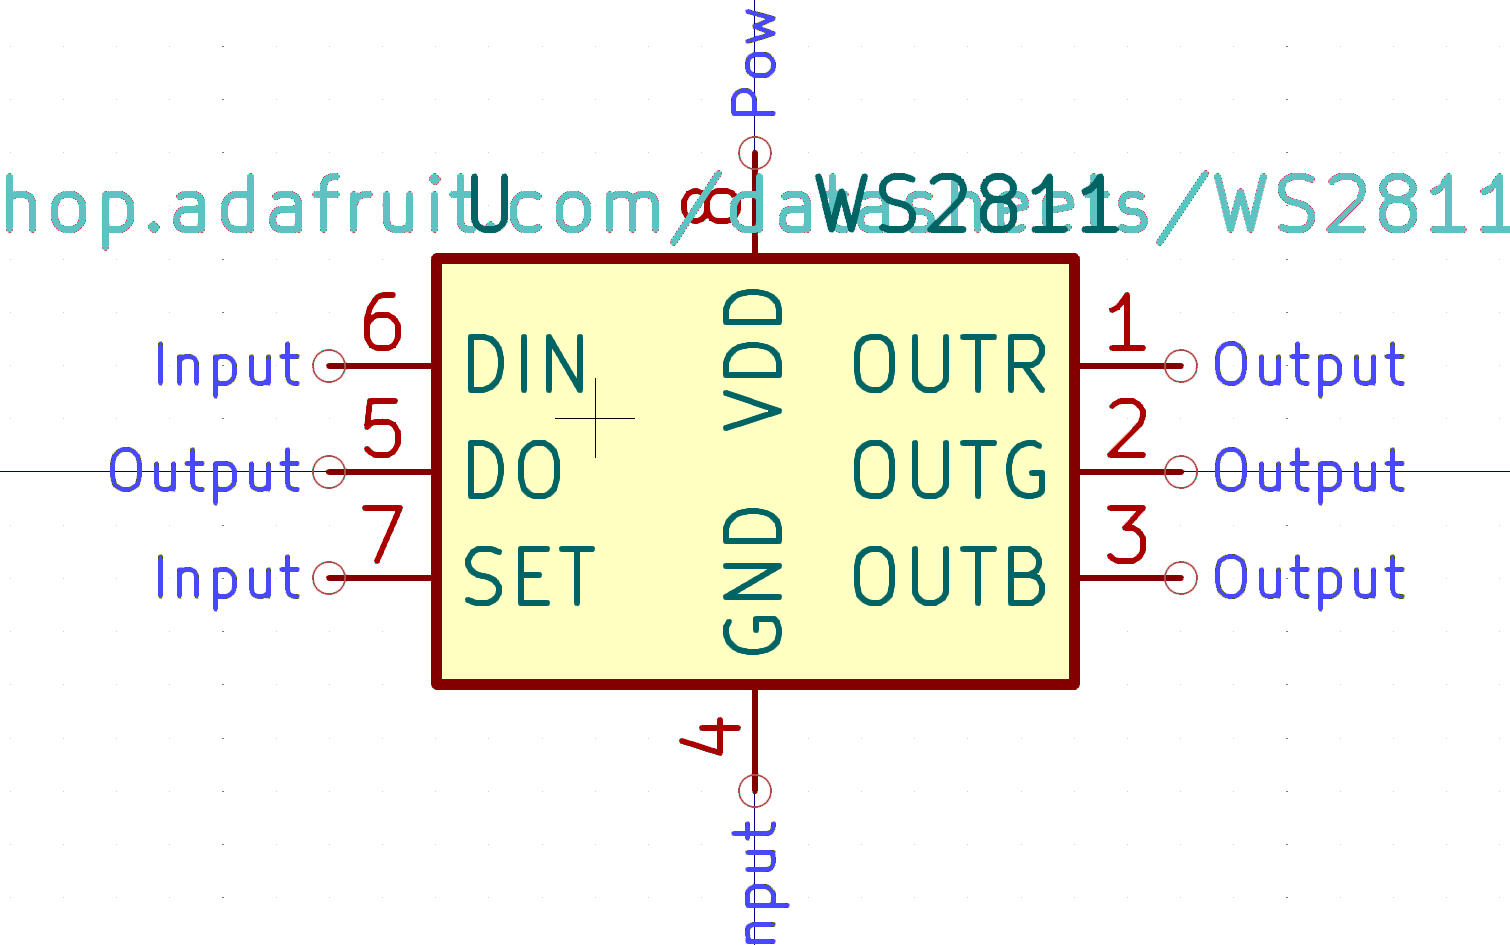 Pow
hop.adafruit.com/datasheets/WS2811
U
8
WS2811
6
1
Input
DIN
VDD
OUTR
Output
5
2
Output
DO
OUTG
Output
7
3
Input
SET
GND
OUTB
Output
4
nput